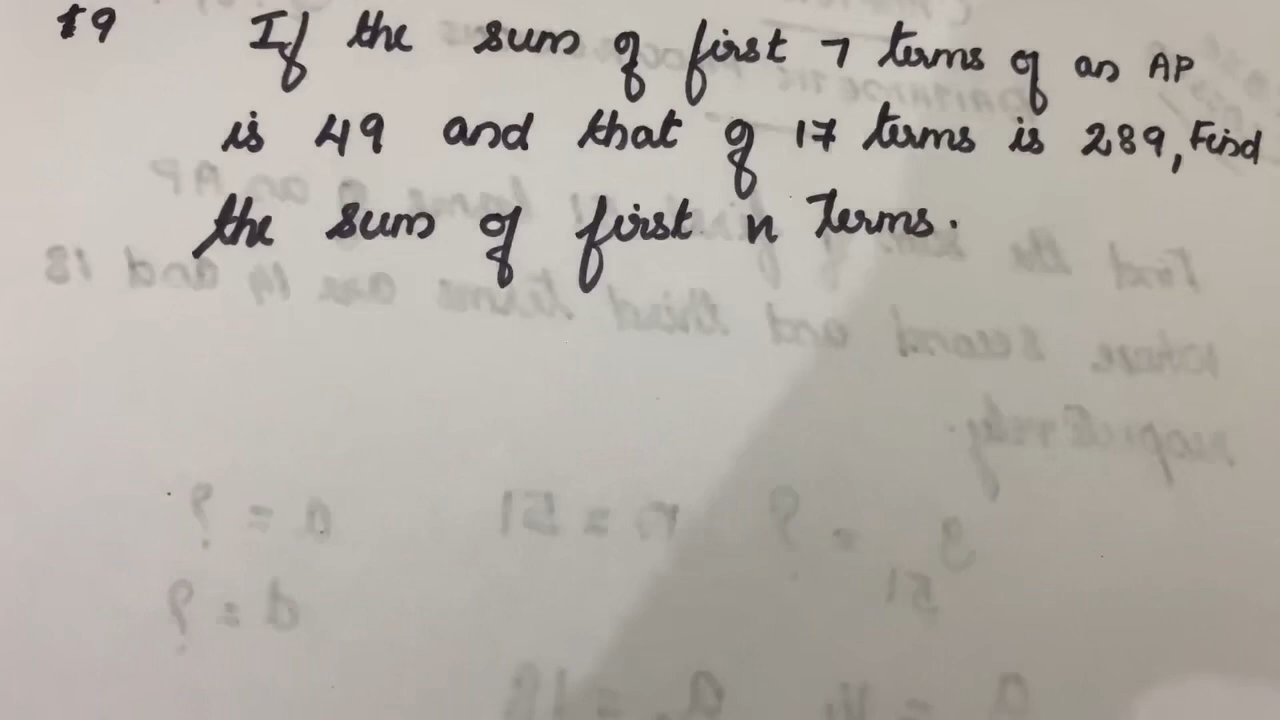 19 If the sum of first 7 terms of an AP
is 49 and that of 17 terms is 289, Find
the sum of first n terms.